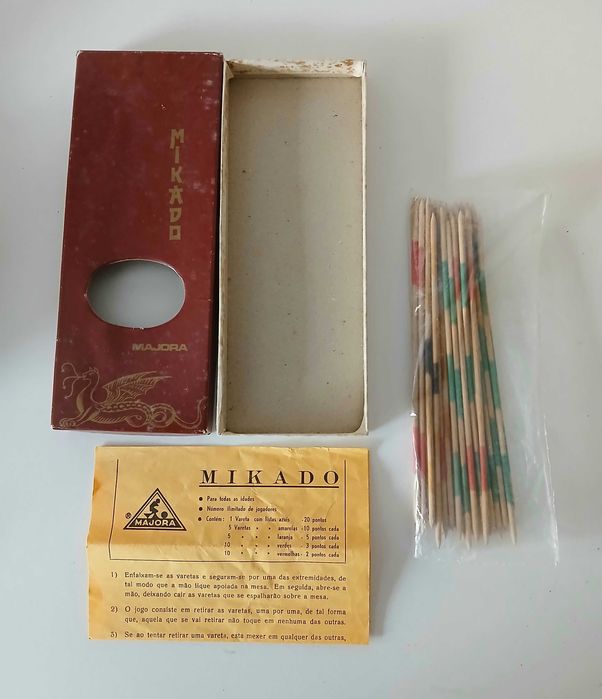 MIKADO
MAJORA
MIKADO
® MAJORA
● Para todas as idades
● Número ilimitado de jogadores
● Contém: 1 Vareta com listas azuis - 20 pontos
5 Varetas » » amarelas - 10 pontos cada
5 » » » laranja - 5 pontos cada
10 » » » verdes - 3 pontos cada
10 » » » vermelhas - 2 pontos cada
1) Enfaixam-se as varetas e seguram-se por uma das extremidades, de
tal modo que a mão fique apoiada na mesa. Em seguida, abre-se a
mão, deixando cair as varetas que se espalharão sobre a mesa.
2) O jogo consiste em retirar as varetas, uma por uma, de tal forma
que, aquela que se vai retirar não toque em nenhuma das outras.
3) Se ao tentar retirar uma vareta, esta mexer em qualquer das outras,